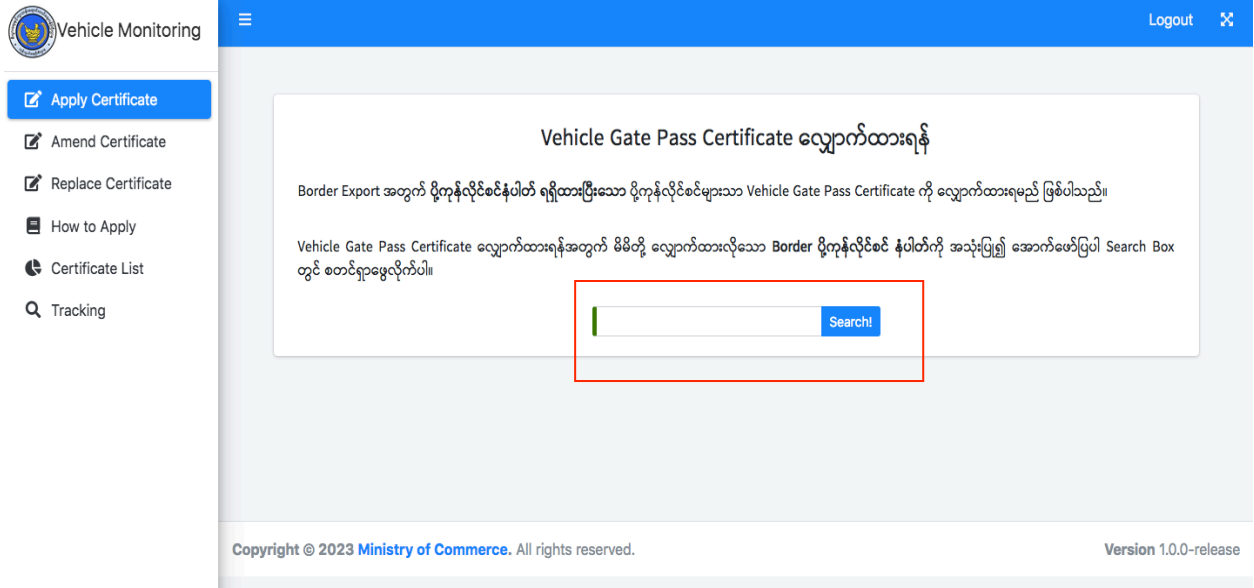 Vehicle Monitoring
Logout
Apply Certificate
Amend Certificate
Replace Certificate
How to Apply
Certificate List
Tracking
Vehicle Gate Pass Certificate လျှောက်ထားရန်
Border Export အတွက် ပို့ကုန်လိုင်စင်နံပါတ် ရရှိထားပြီးသော ပို့ကုန်လိုင်စင်များသာ Vehicle Gate Pass Certificate ကို လျှောက်ထားရမည် ဖြစ်ပါသည်။
Vehicle Gate Pass Certificate လျှောက်ထားရန်အတွက် မိမိတို့ လျှောက်ထားလိုသော Border ပို့ကုန်လိုင်စင် နံပါတ်ကို အသုံးပြု၍ အောက်ဖော်ပြပါ Search Box
တွင် စတင်ရှာဖွေလိုက်ပါ။
Search!
Copyright © 2023 Ministry of Commerce. All rights reserved.
Version 1.0.0-release